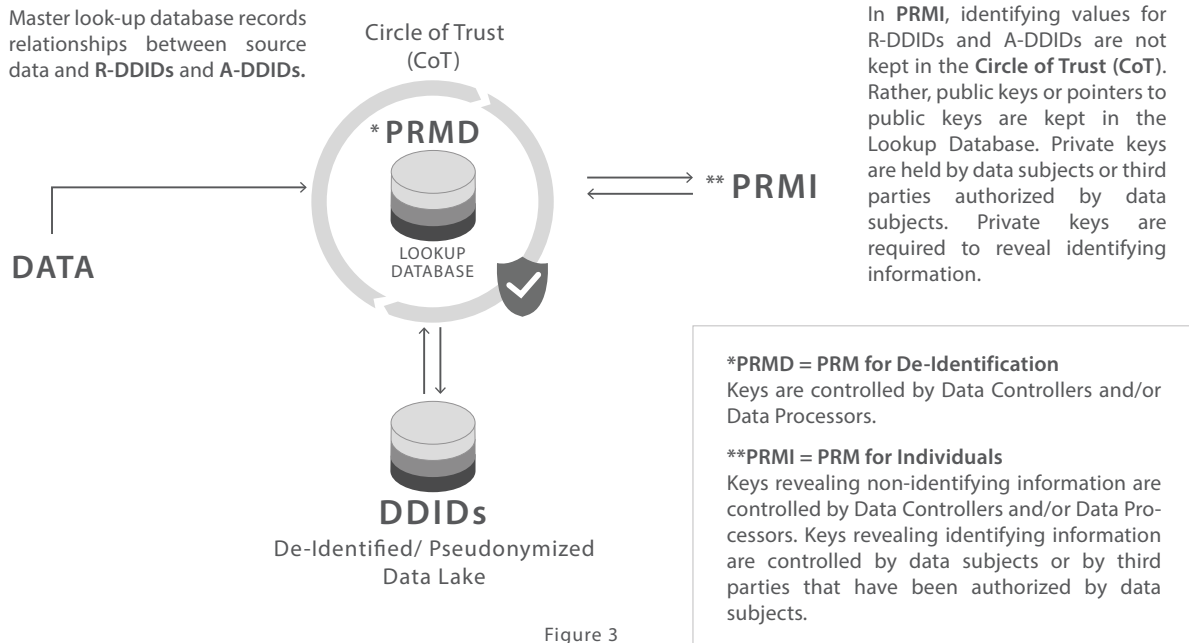 Master look-up database records
relationships between source
data and R-DDIDs and A-DDIDs.
Circle of Trust
(CoT)
*PRMD
LOOKUP
DATABASE
DATA
** PRMI
In PRMI, identifying values for
R-DDIDs and A-DDIDs are not
kept in the Circle of Trust (CoT).
Rather, public keys or pointers to
public keys are kept in the
Lookup Database. Private keys
are held by data subjects or third
parties authorized by data
subjects. Private keys are
required to reveal identifying
information.
DDIDs
De-Identified/ Pseudonymized
Data Lake
*PRMD = PRM for De-Identification
Keys are controlled by Data Controllers and/or
Data Processors.
**PRMI = PRM for Individuals
Keys revealing non-identifying information are
controlled by Data Controllers and/or Data Pro-
cessors. Keys revealing identifying information
are controlled by data subjects or by third
parties that have been authorized by data
subjects.
Figure 3